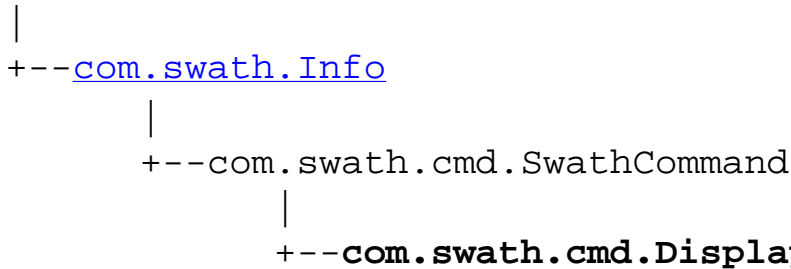 |
+--com.swath.Info
|
+--com.swath.cmd.SwathCommand
|
+--com.swath.cmd.Displa